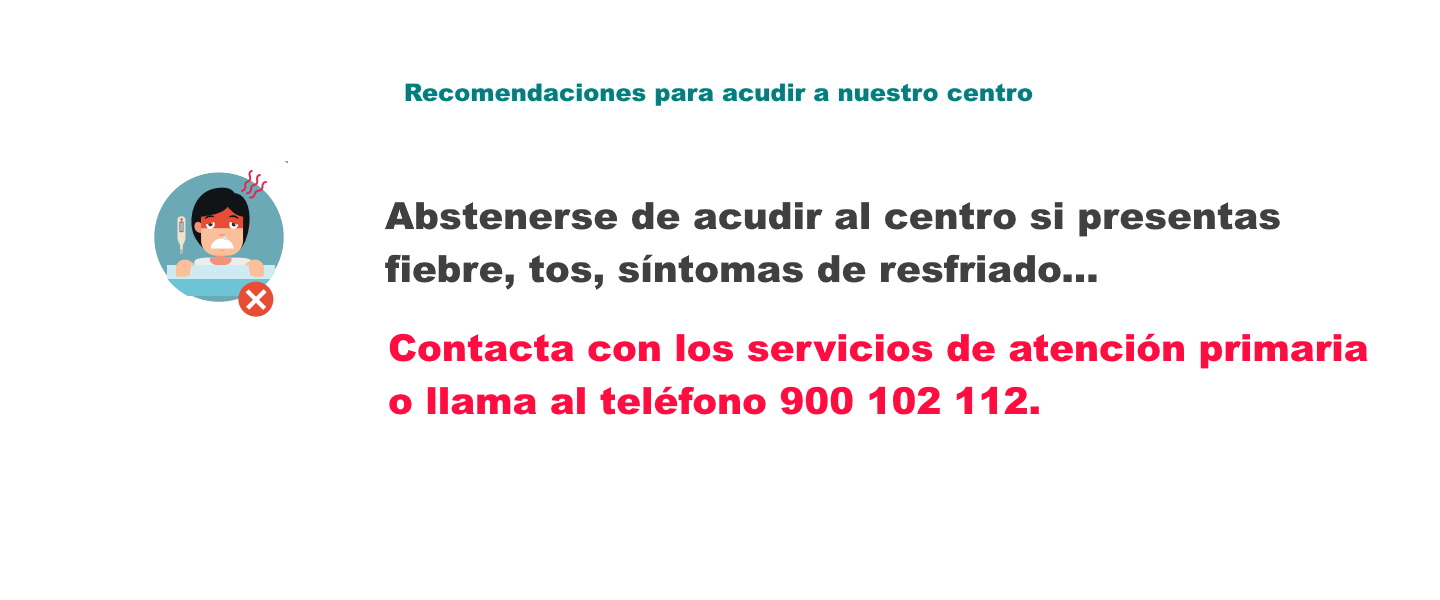 Recomendaciones para acudir a nuestro centro
Abstenerse de acudir al centro si presentas
fiebre, tos, síntomas de resfriado...
Contacta con los servicios de atención primaria
o llama al teléfono 900 102 112.